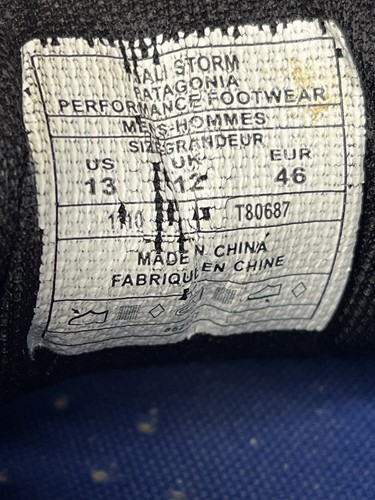 STORM
PATAGONIA
PERFORMANCE FOOTWEAR
MENS-HOMMES
SIZE GRANDEUR
US UK EUR
13 12 46
T80687
MADE IN CHINA
FABRIQUE EN CHINE